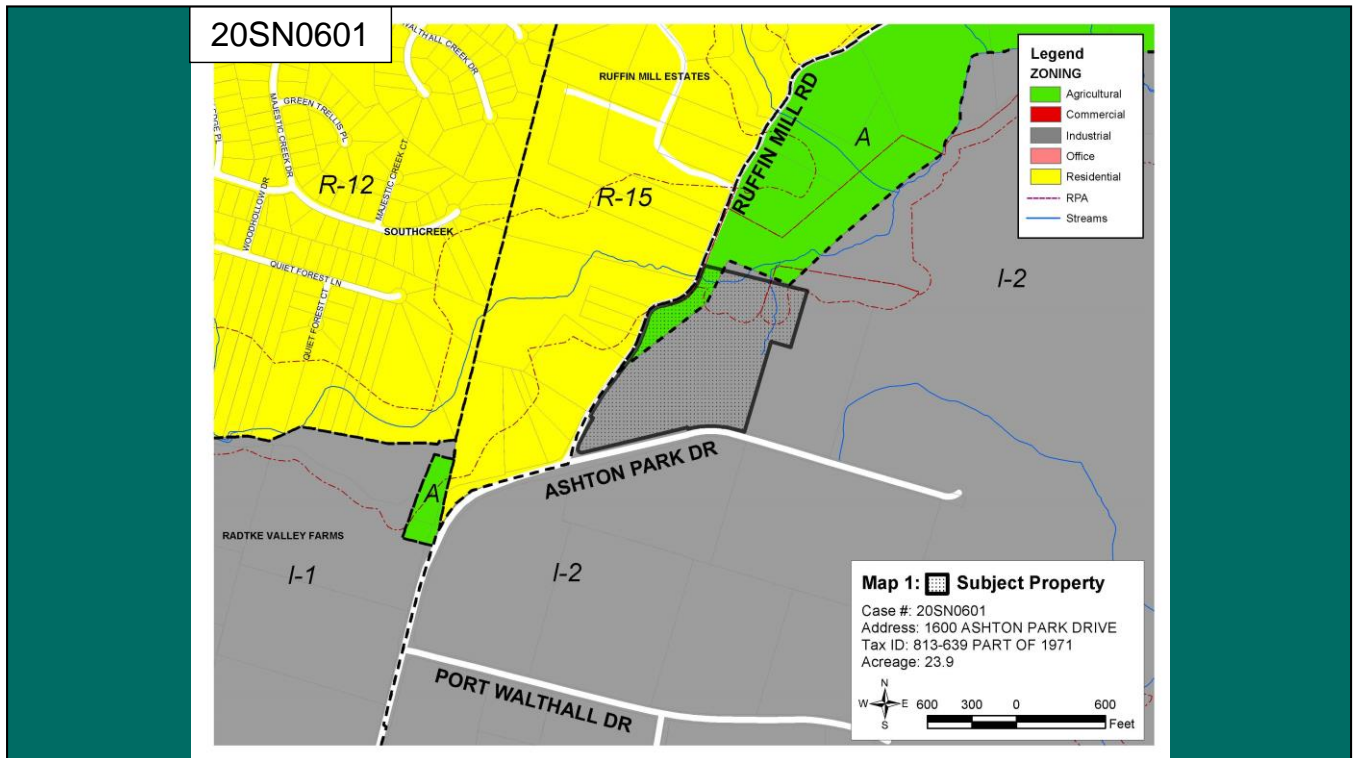 20SN0601
WALTHALL CREEK DR
MAJESTIC CREEK DR
GREEN TRELLIS PL
MAJESTIC CREEK CT
R-12
WOODHOLLOW DR
SOUTHCREEK
QUIET FOREST LN
QUIET FOREST CT
RUFFIN MILL ESTATES
R-15
RUFFIN MILL RD
A
Legend
ZONING
Agricultural
Commercial
Industrial
Office
Residential
RPA
Streams
I-2
ASHTON PARK DR
A
RADTKE VALLEY FARMS
I-1
I-2
PORT WALTHALL DR
Map 1: Subject Property
Case #: 20SN0601
Address: 1600 ASHTON PARK DRIVE
Tax ID: 813-639 PART OF 1971
Acreage: 23.9
N
W E
S
600 300 0 600
Feet